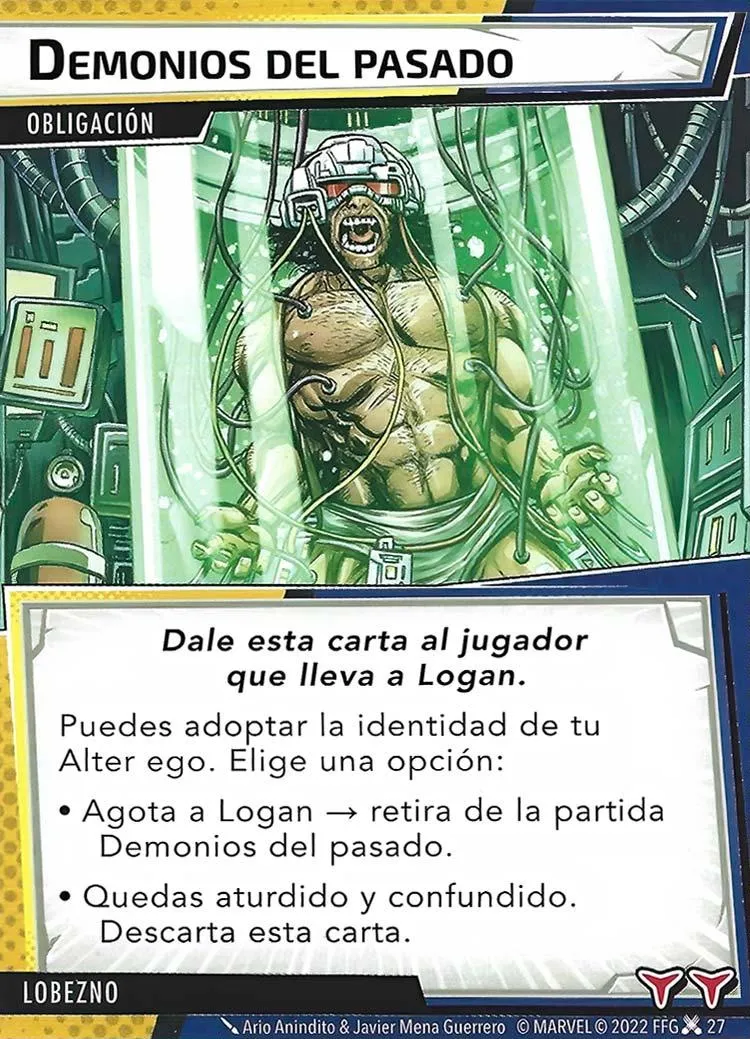 DEMONIOS DEL PASADO
OBLIGACIÓN
Dale esta carta al jugador
que lleva a Logan.
Puedes adoptar la identidad de tu
Alter ego. Elige una opción:
• Agota a Logan → retira de la partida
Demonios del pasado.
• Quedas aturdido y confundido.
Descarta esta carta.
LOBEZNO
Ario Anindito & Javier Mena Guerrero © MARVEL © 2022 FFG 27